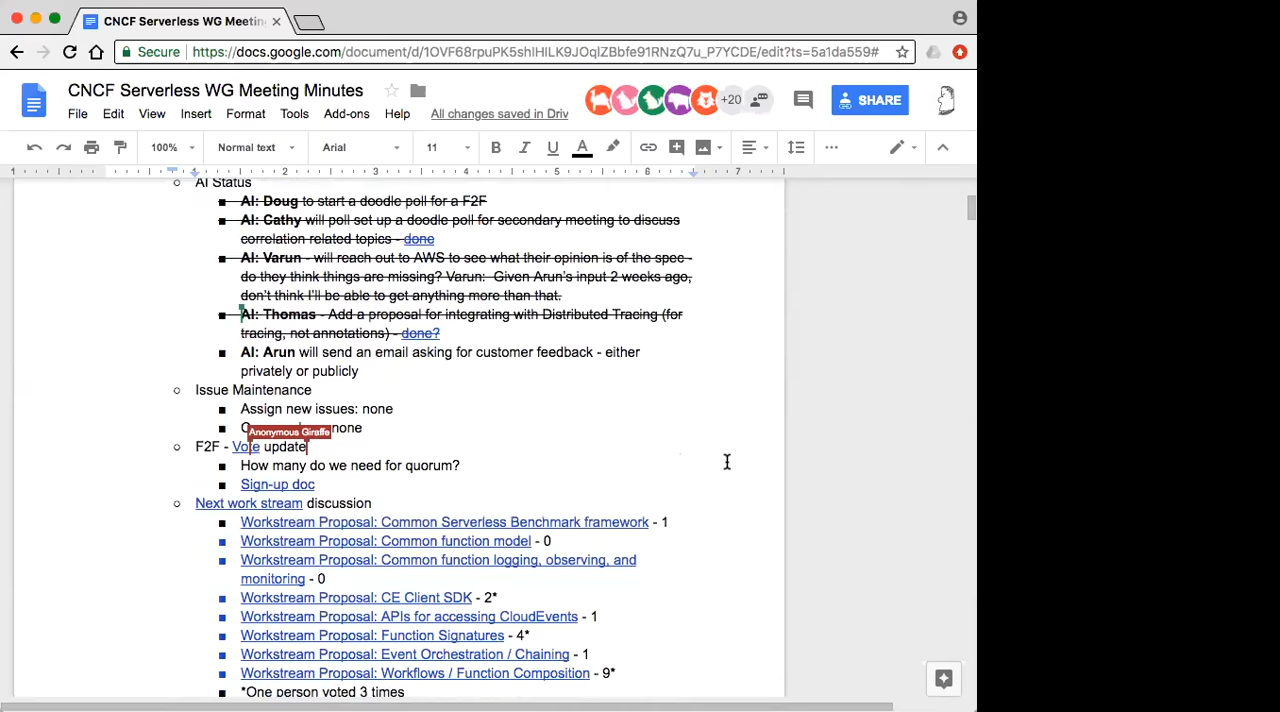 CNCF Serverless WG Meetin
Secure
https://docs.google.com/document/d/1OVF68rpuPK5shIHILK9JOqlZBbfe91RNzQ7u_P7YCDE/edit?ts=5a1da559#
CNCF Serverless WG Meeting Minutes
+20
SHARE
File Edit View Insert Format Tools Add-ons Help All changes saved in Driv
100% Normal text Arial 11 B I U A
1 1 2 3 4 5 6 7
AI Status
AI: Doug to start a doodle poll for a F2F
AI: Cathy will poll set up a doodle poll for secondary meeting to discuss
correlation related topics - done
AI: Varun - will reach out to AWS to see what their opinion is of the spec -
do they think things are missing? Varun: Given Arun's input 2 weeks ago,
don't think I'll be able to get anything more than that.
AI: Thomas - Add a proposal for integrating with Distributed Tracing (for
tracing, not annotations) - done?
AI: Arun will send an email asking for customer feedback - either
privately or publicly
Issue Maintenance
Assign new issues: none
none
Anonymous Giraffe
F2F - Vote update
How many do we need for quorum?
Sign-up doc
Next work stream discussion
Workstream Proposal: Common Serverless Benchmark framework - 1
Workstream Proposal: Common function model - 0
Workstream Proposal: Common function logging, observing, and
monitoring - 0
Workstream Proposal: CE Client SDK - 2*
Workstream Proposal: APIs for accessing CloudEvents - 1
Workstream Proposal: Function Signatures - 4*
Workstream Proposal: Event Orchestration / Chaining - 1
Workstream Proposal: Workflows / Function Composition - 9*
*One person voted 3 times